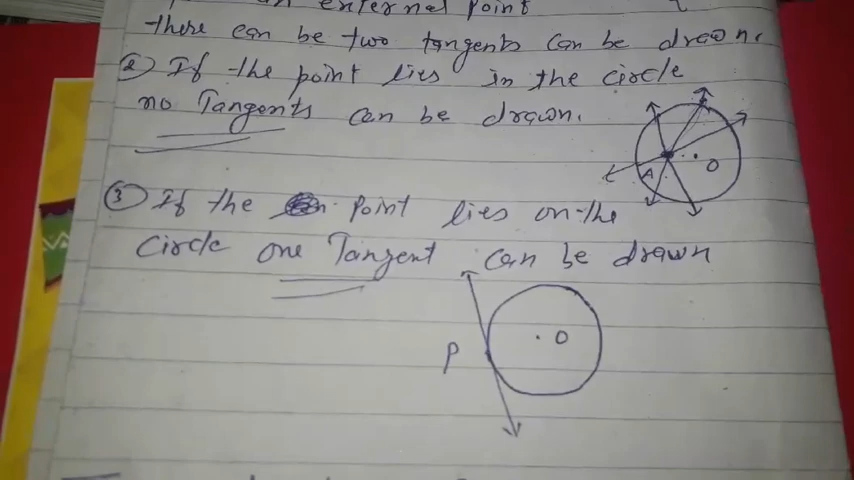 an external point
there can be two tangents can be drawn.
② If the point lies in the circle
no Tangents can be drawn.
A
O
③ If the point lies on the
circle one Tangent can be drawn
O
P